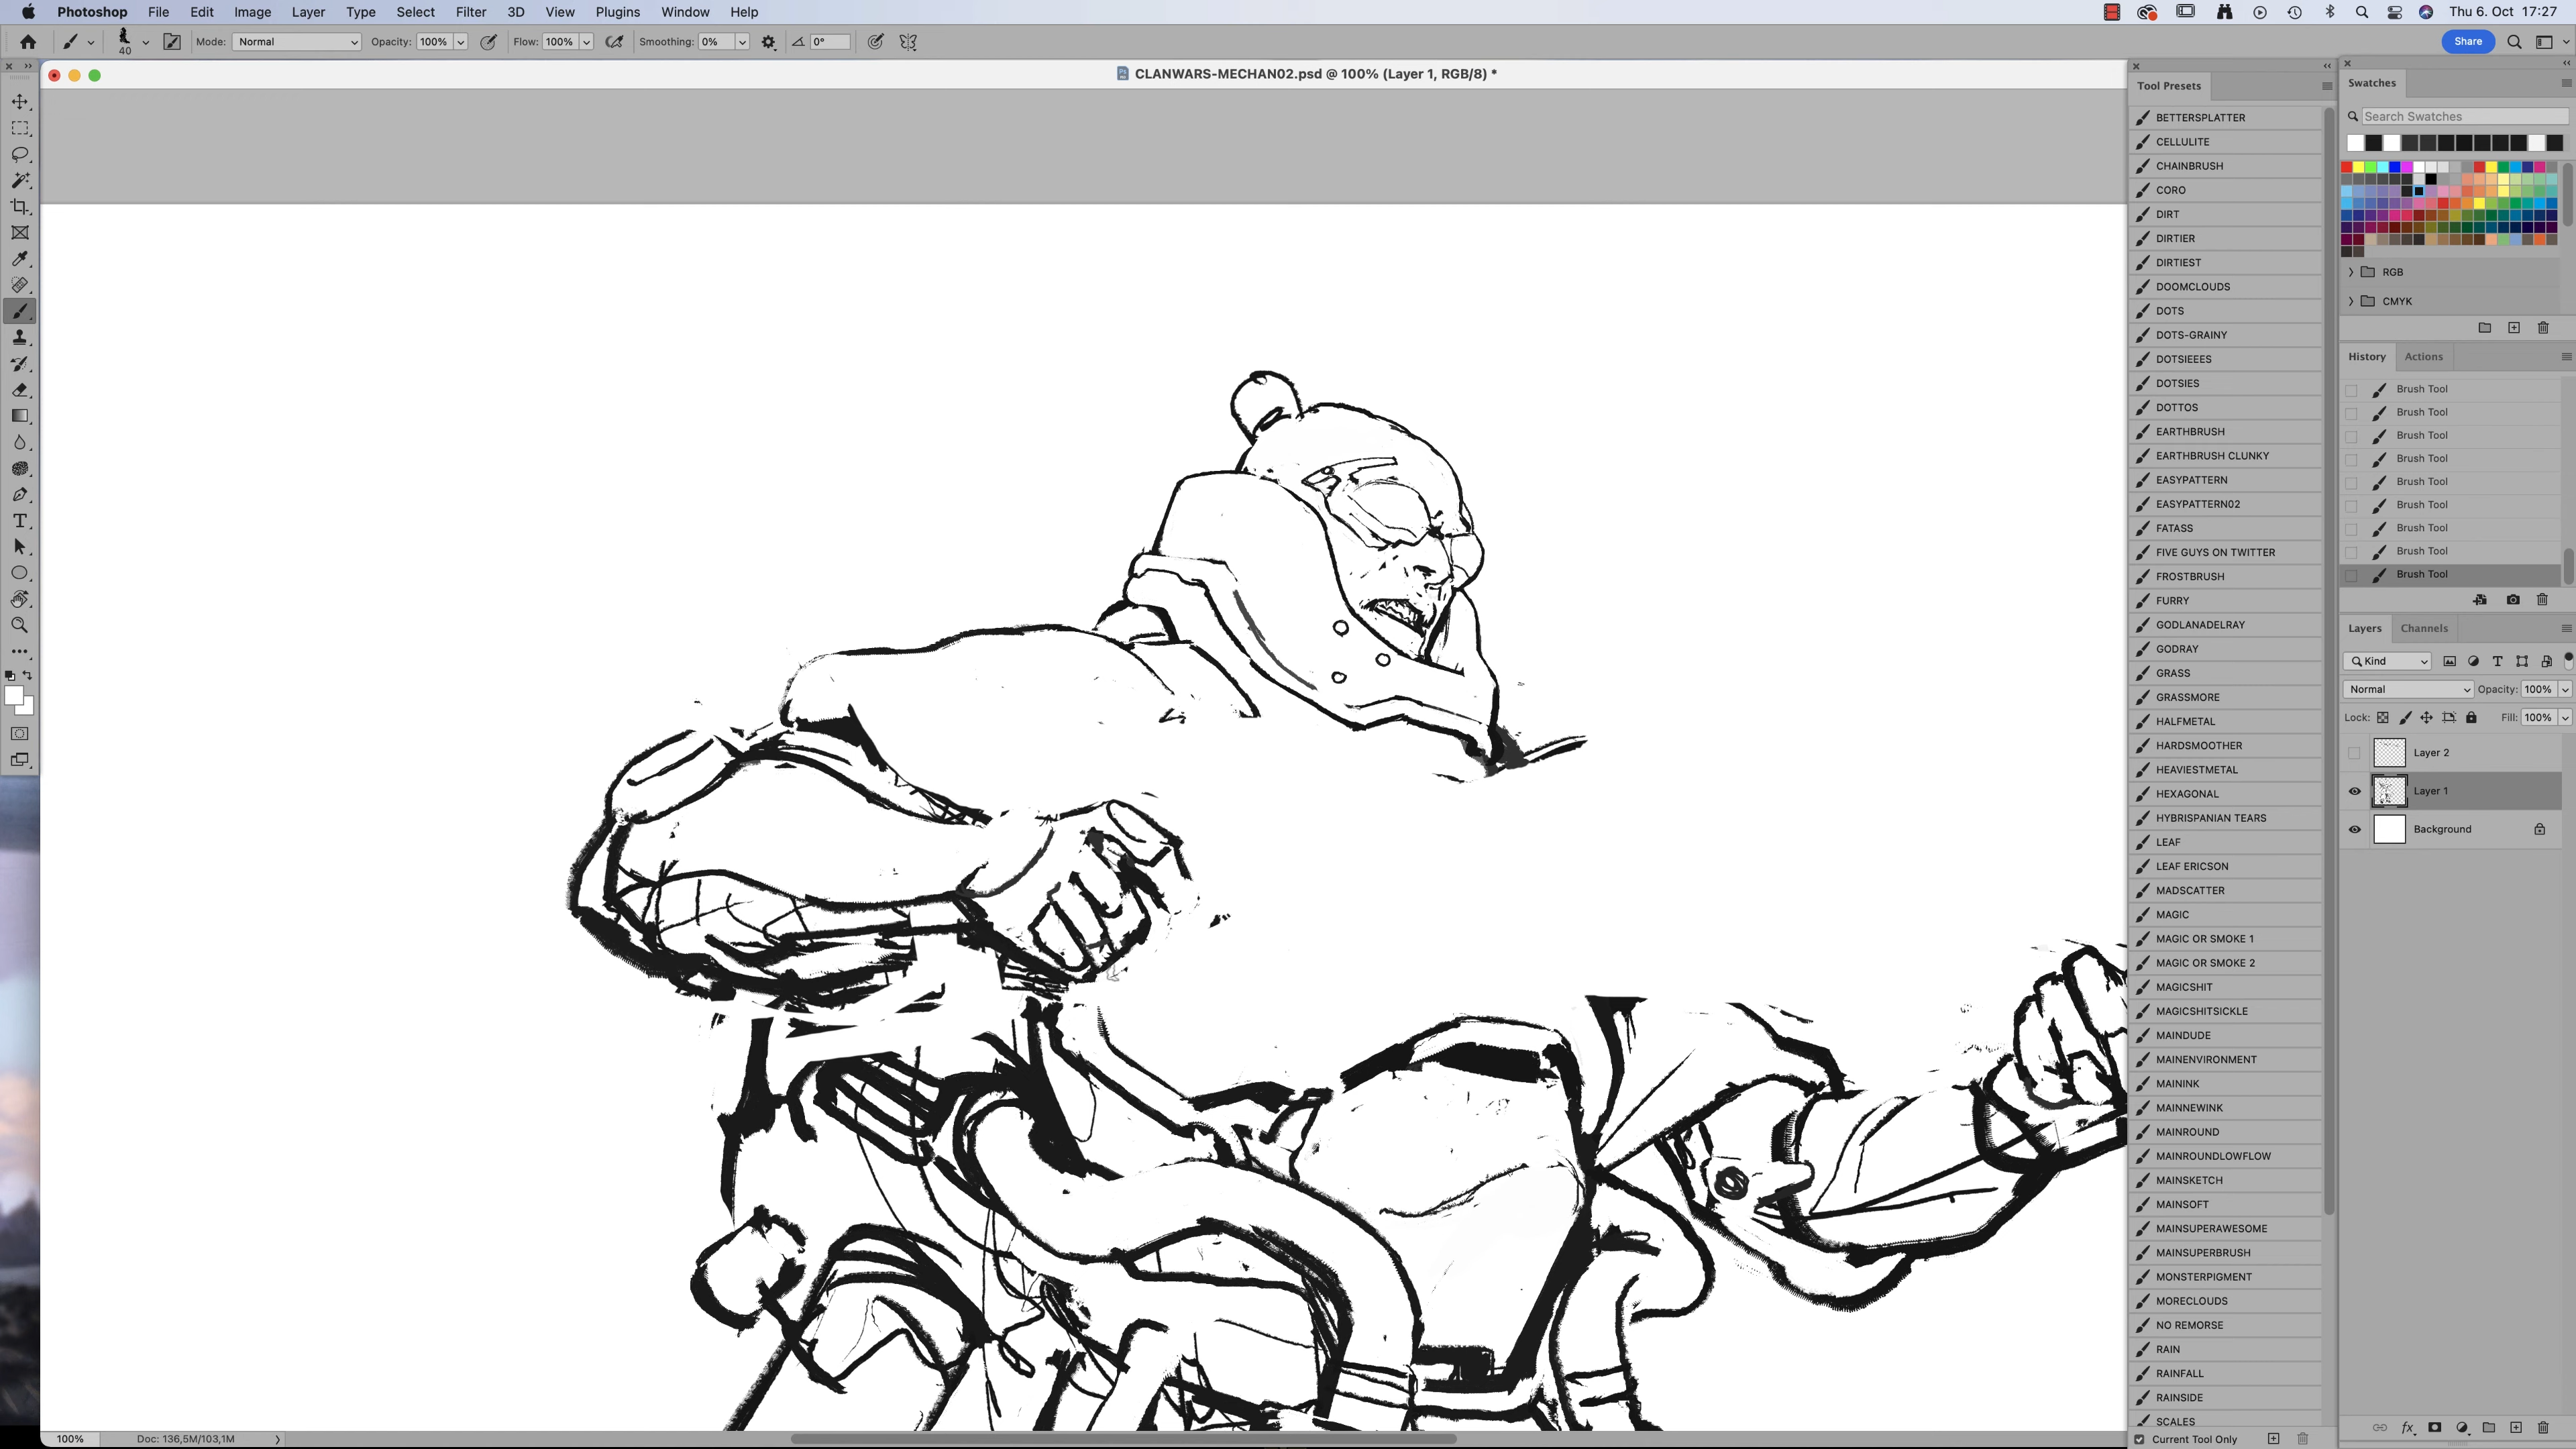 Photoshop File Edit Image Layer Type Select Filter 3D View Plugins Window Help Thu 6. Oct 17:27
40 Mode: Normal Opacity: 100% Flow: 100% Smoothing: 0% 0° Share
CLANWARS-MECHAN02.psd @ 100% (Layer 1, RGB/8) *
Tool Presets
BETTERSPLATTER
CELLULITE
CHAINBRUSH
CORO
DIRT
DIRTIER
DIRTIEST
DOOMCLOUDS
DOTS
DOTS-GRAINY
DOTSIEEES
DOTSIES
DOTTOS
EARTHBRUSH
EARTHBRUSH CLUNKY
EASYPATTERN
EASYPATTERN02
FATASS
FIVE GUYS ON TWITTER
FROSTBRUSH
FURRY
GODLANADELRAY
GODRAY
GRASS
GRASSMORE
HALFMETAL
HARDSMOOTHER
HEAVIESTMETAL
HEXAGONAL
HYBRISPANIAN TEARS
LEAF
LEAF ERICSON
MADSCATTER
MAGIC
MAGIC OR SMOKE 1
MAGIC OR SMOKE 2
MAGICSHIT
MAGICSHITSICKLE
MAINDUDE
MAINENVIRONMENT
MAININK
MAINNEWINK
MAINROUND
MAINROUNDLOWFLOW
MAINSKETCH
MAINSOFT
MAINSUPERAWESOME
MAINSUPERBRUSH
MONSTERPIGMENT
MORECLOUDS
NO REMORSE
RAIN
RAINFALL
RAINSIDE
SCALES
Current Tool Only
Swatches
Search Swatches
RGB
CMYK
History Actions
Brush Tool
Brush Tool
Brush Tool
Brush Tool
Brush Tool
Brush Tool
Brush Tool
Brush Tool
Brush Tool
Layers Channels
Kind
Normal Opacity: 100%
Lock: Fill: 100%
Layer 2
Layer 1
Background
100% Doc: 136,5M/103,1M